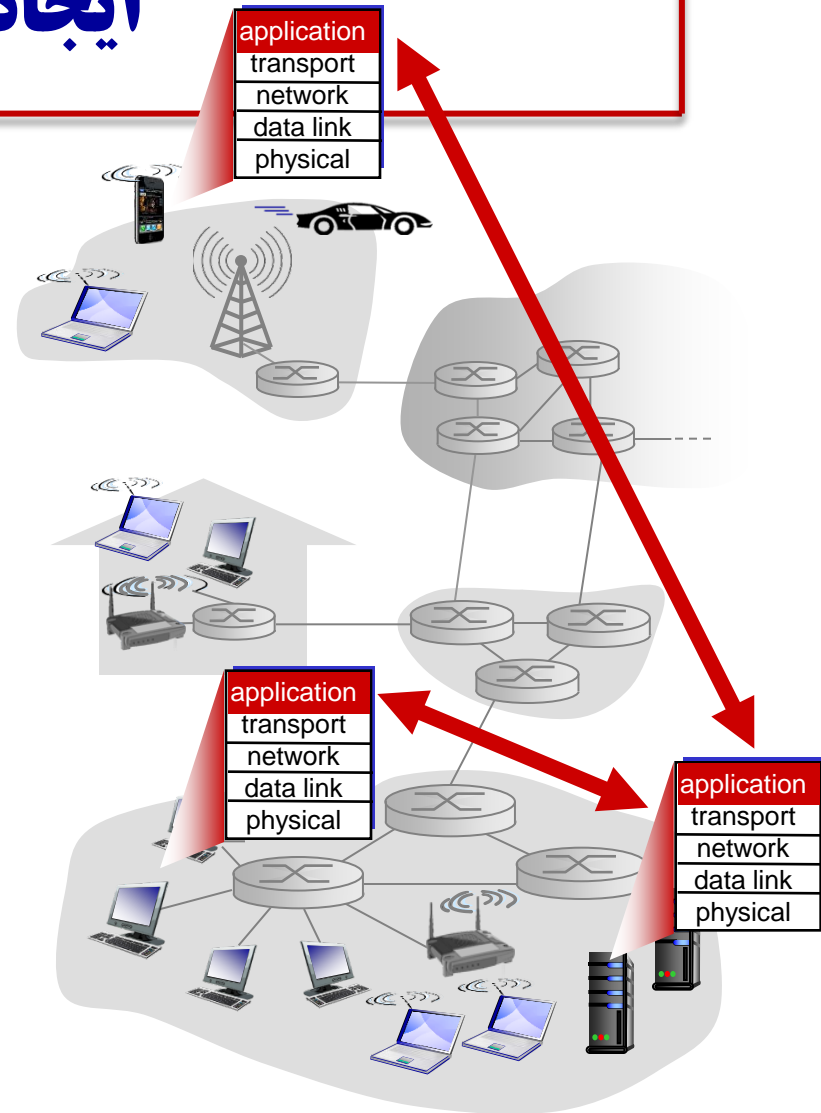 application
transport
network
data link
physical
application
transport
network
data link
physical
application
transport
network
data link
physical